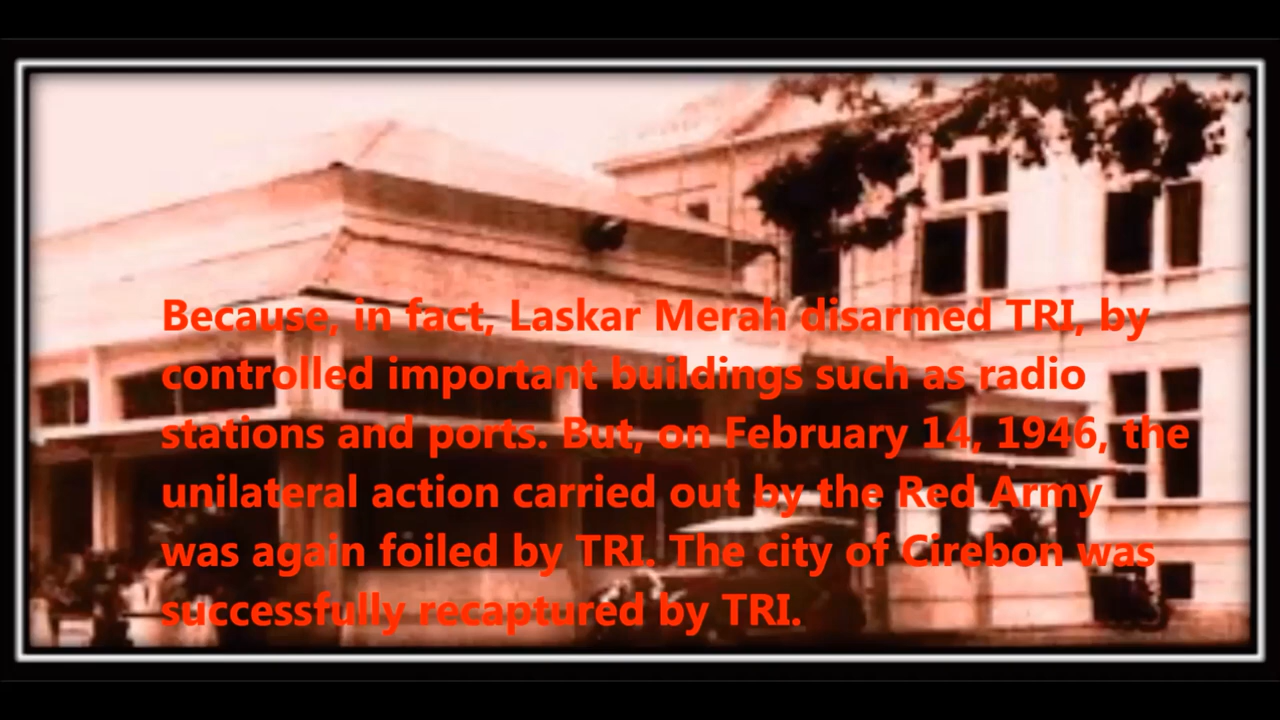 Because, in fact, Laskar Merah disarmed TRI, by
controlled important buildings such as radio
stations and ports. But, on February 14, 1946, the
unilateral action carried out by the Red Army
was again foiled by TRI. The city of Cirebon was
successfully recaptured by TRI.